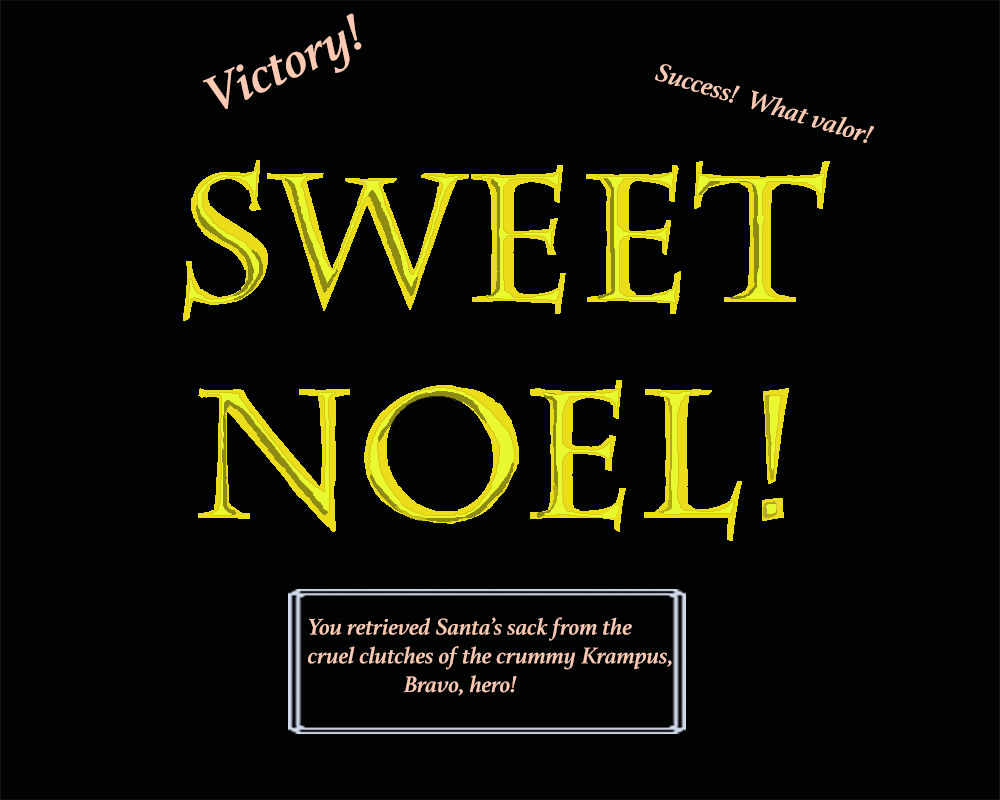 Victory!
Success! What valor!
SWEET
NOEL!
You retrieved Santa’s sack from the
cruel clutches of the crummy Krampus,
Bravo, hero!